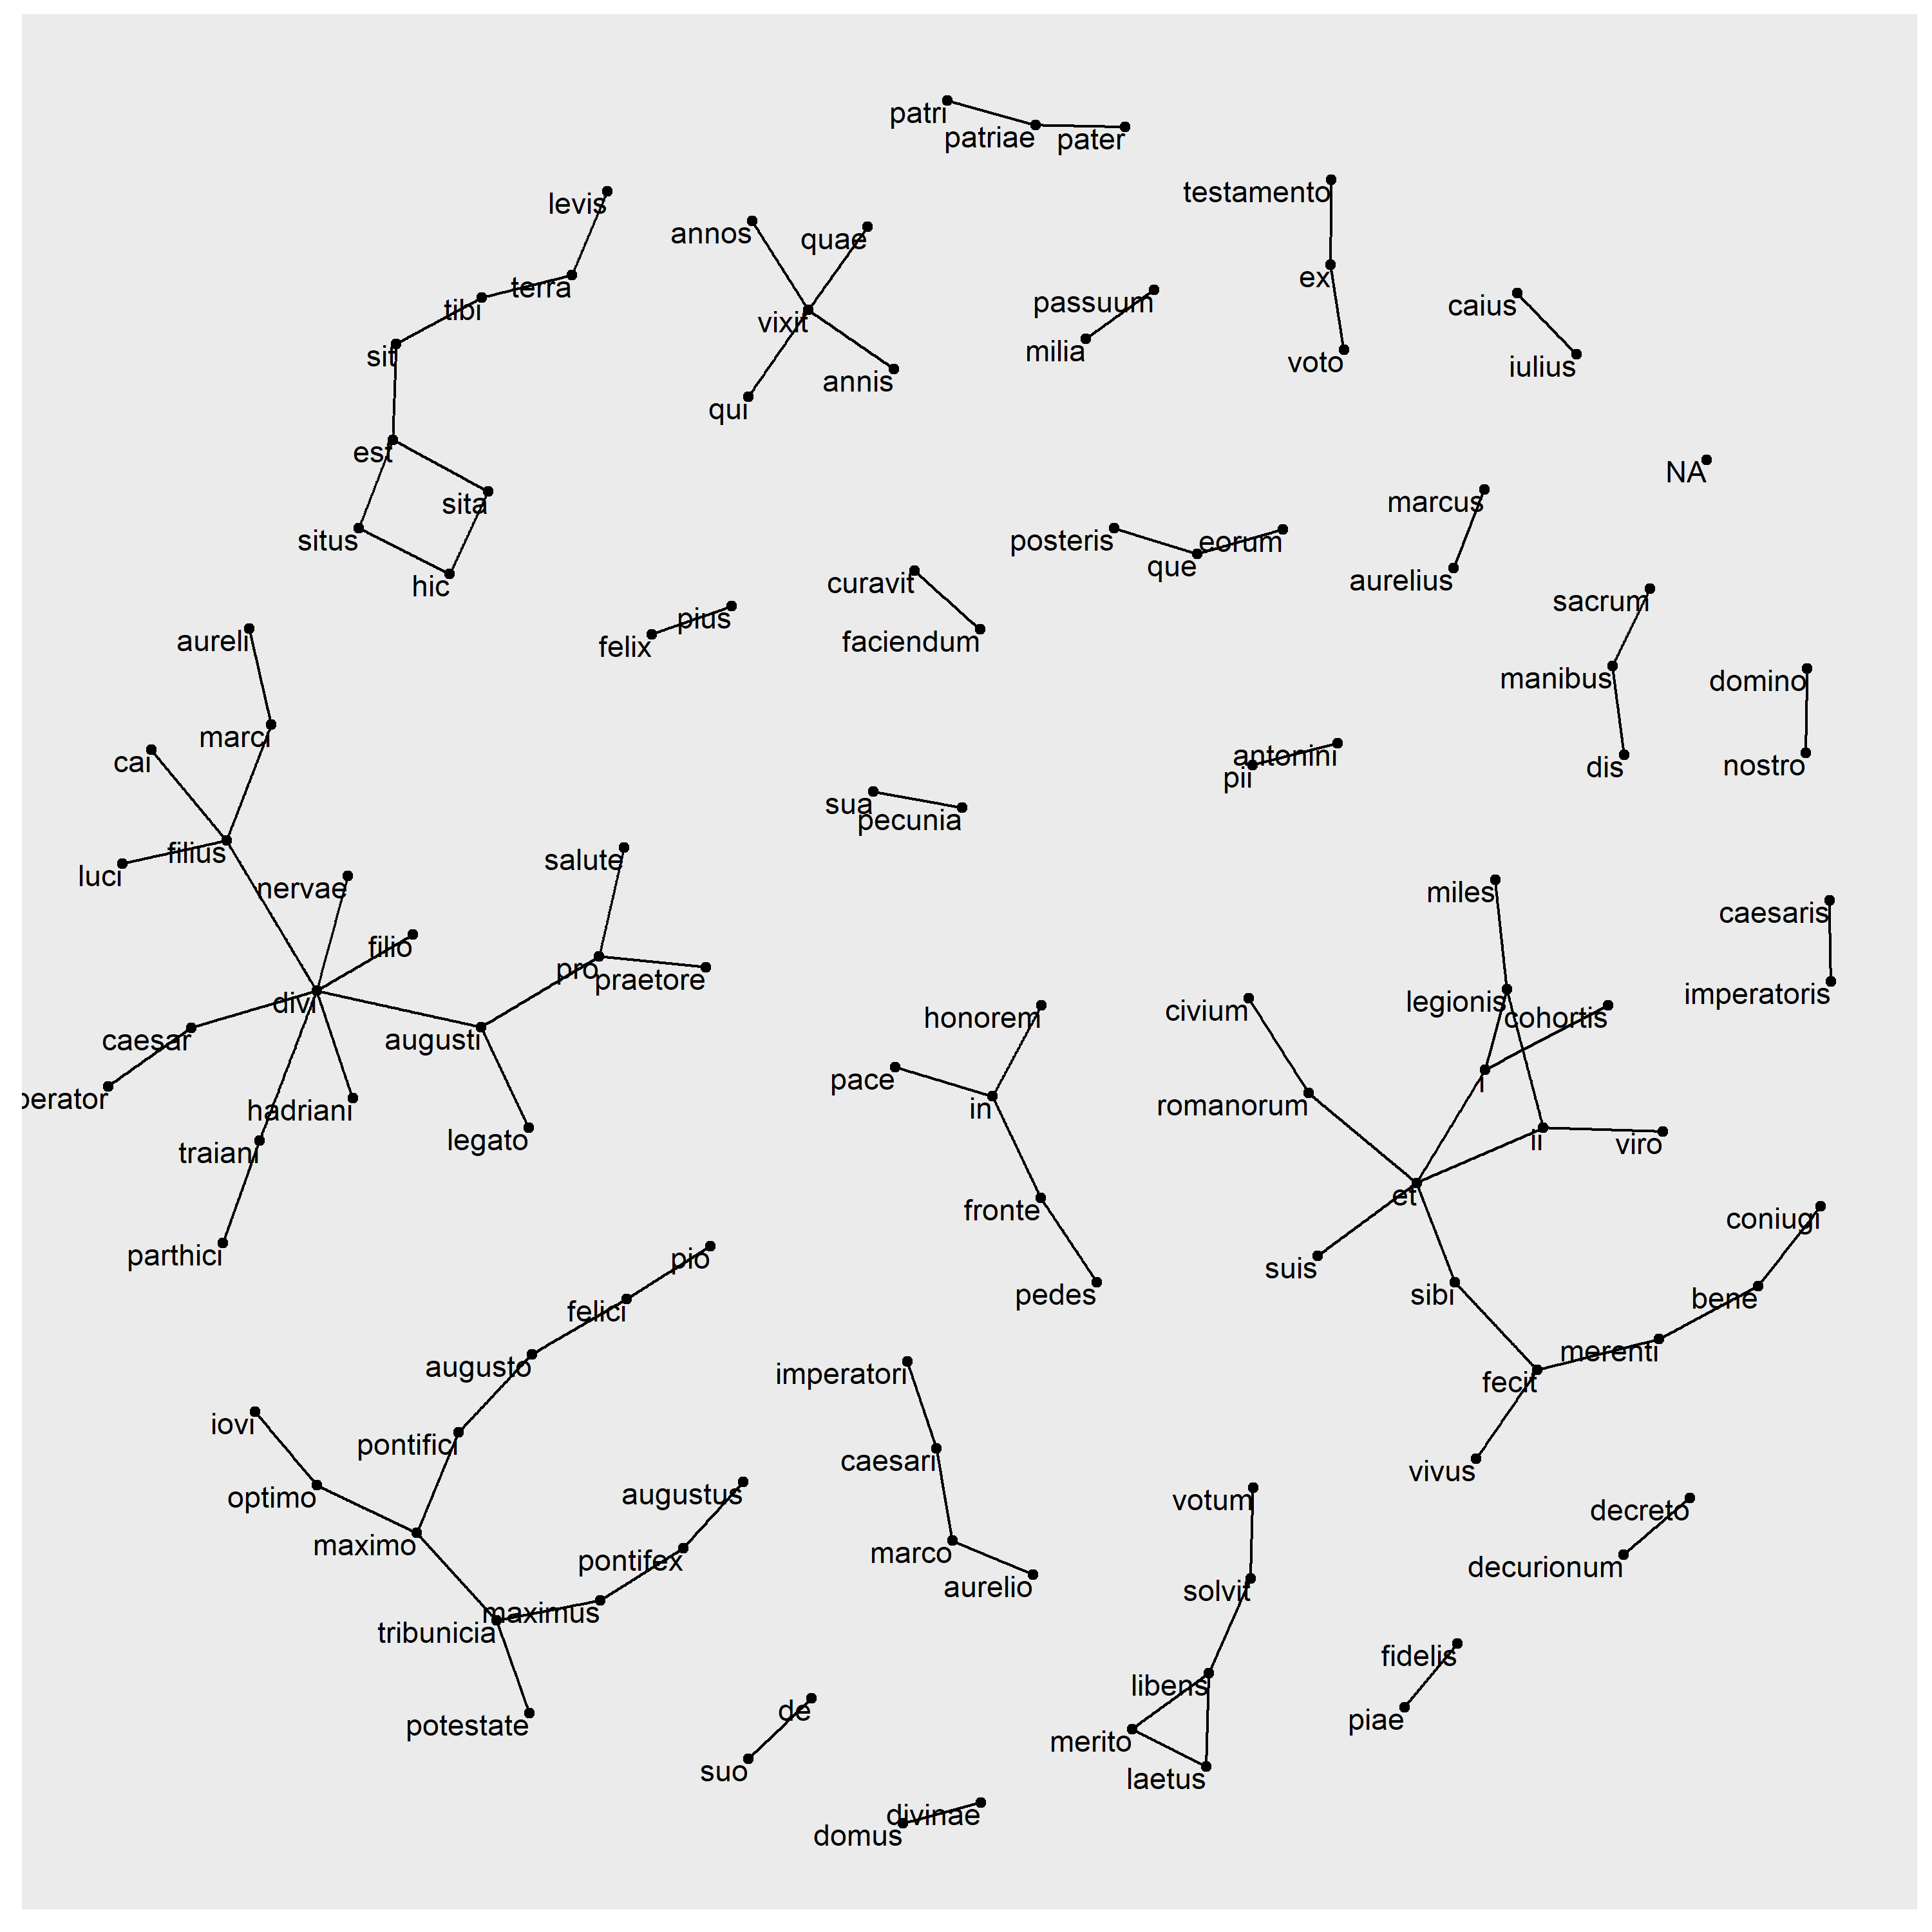 patri
patriae
pater
testamento
levis
annos
quae
ex
terra
tibi
passuum
caius
vixit
milia
sit
voto
iulius
annis
qui
est
NA
sita
marcus
situs
posteris
eorum
que
aurelius
hic
curavit
sacrum
pius
aureli
faciendum
felix
manibus
domino
marci
antonini
cai
dis
nostro
pii
sua
pecunia
filius
salute
luci
nervae
miles
caesaris
filio
pro
praetore
imperatoris
divi
legionis
civium
honorem
cohortis
caesar
augusti
pace
i
perator
romanorum
in
hadriani
legato
ii
viro
traiani
et
fronte
coniugi
parthici
pio
suis
pedes
sibi
bene
felici
merenti
augusto
imperatori
fecit
iovi
pontifici
caesari
vivus
augustus
optimo
votum
decreto
maximo
marco
pontifex
decurionum
aurelio
solvit
maximus
tribunicia
fidelis
libens
de
potestate
piae
merito
suo
laetus
divinae
domus